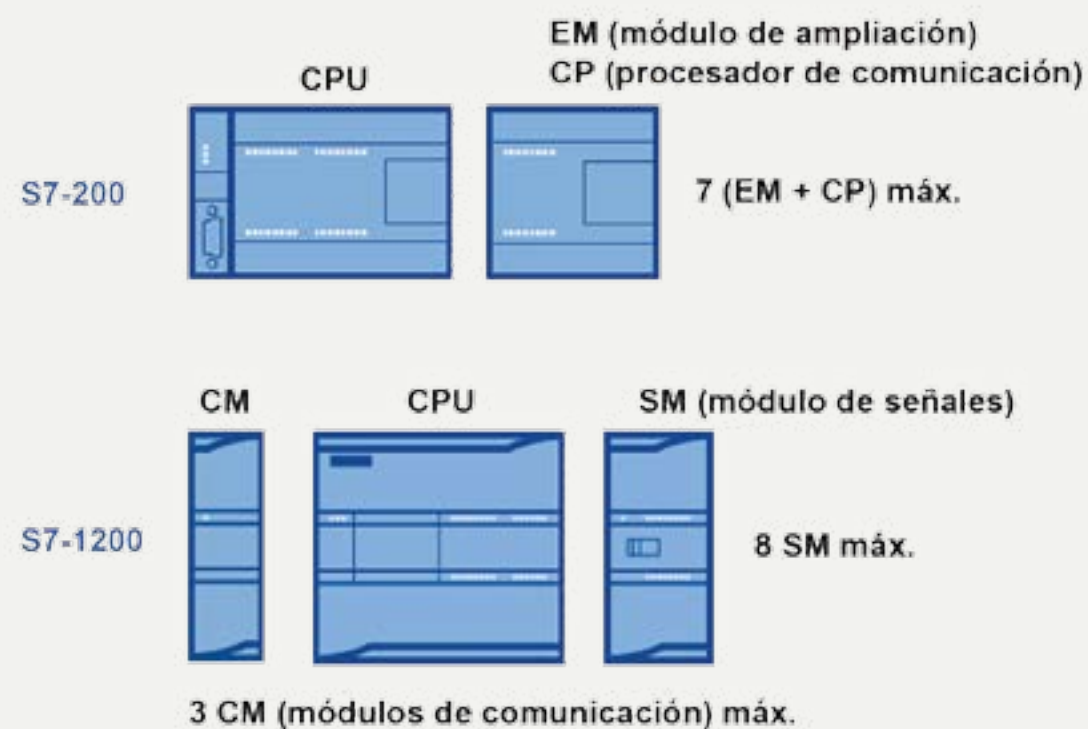 EM (módulo de ampliación)
CP (procesador de comunicación)
CPU
S7-200
7 (EM + CP) máx.
CM
CPU
SM (módulo de señales)
S7-1200
8 SM máx.
3 CM (módulos de comunicación) máx.